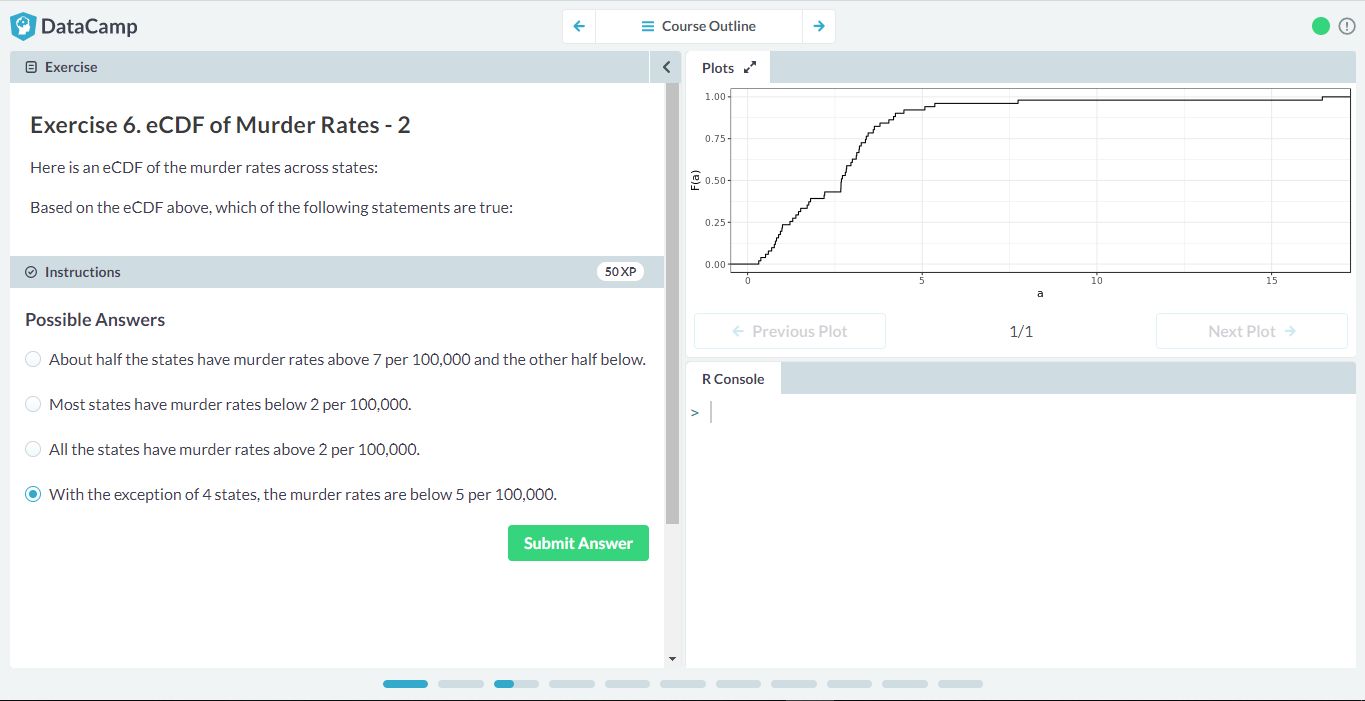 DataCamp
Course Outline
Exercise
Exercise 6. eCDF of Murder Rates - 2
Here is an eCDF of the murder rates across states:
Based on the eCDF above, which of the following statements are true:
Instructions
50 XP
Possible Answers
About half the states have murder rates above 7 per 100,000 and the other half below.
Most states have murder rates below 2 per 100,000.
All the states have murder rates above 2 per 100,000.
With the exception of 4 states, the murder rates are below 5 per 100,000.
Submit Answer
Plots
1.00
0.75
0.50
0.25
0.00
F(a)
0 5 10 15
a
Previous Plot 1/1 Next Plot
R Console
>